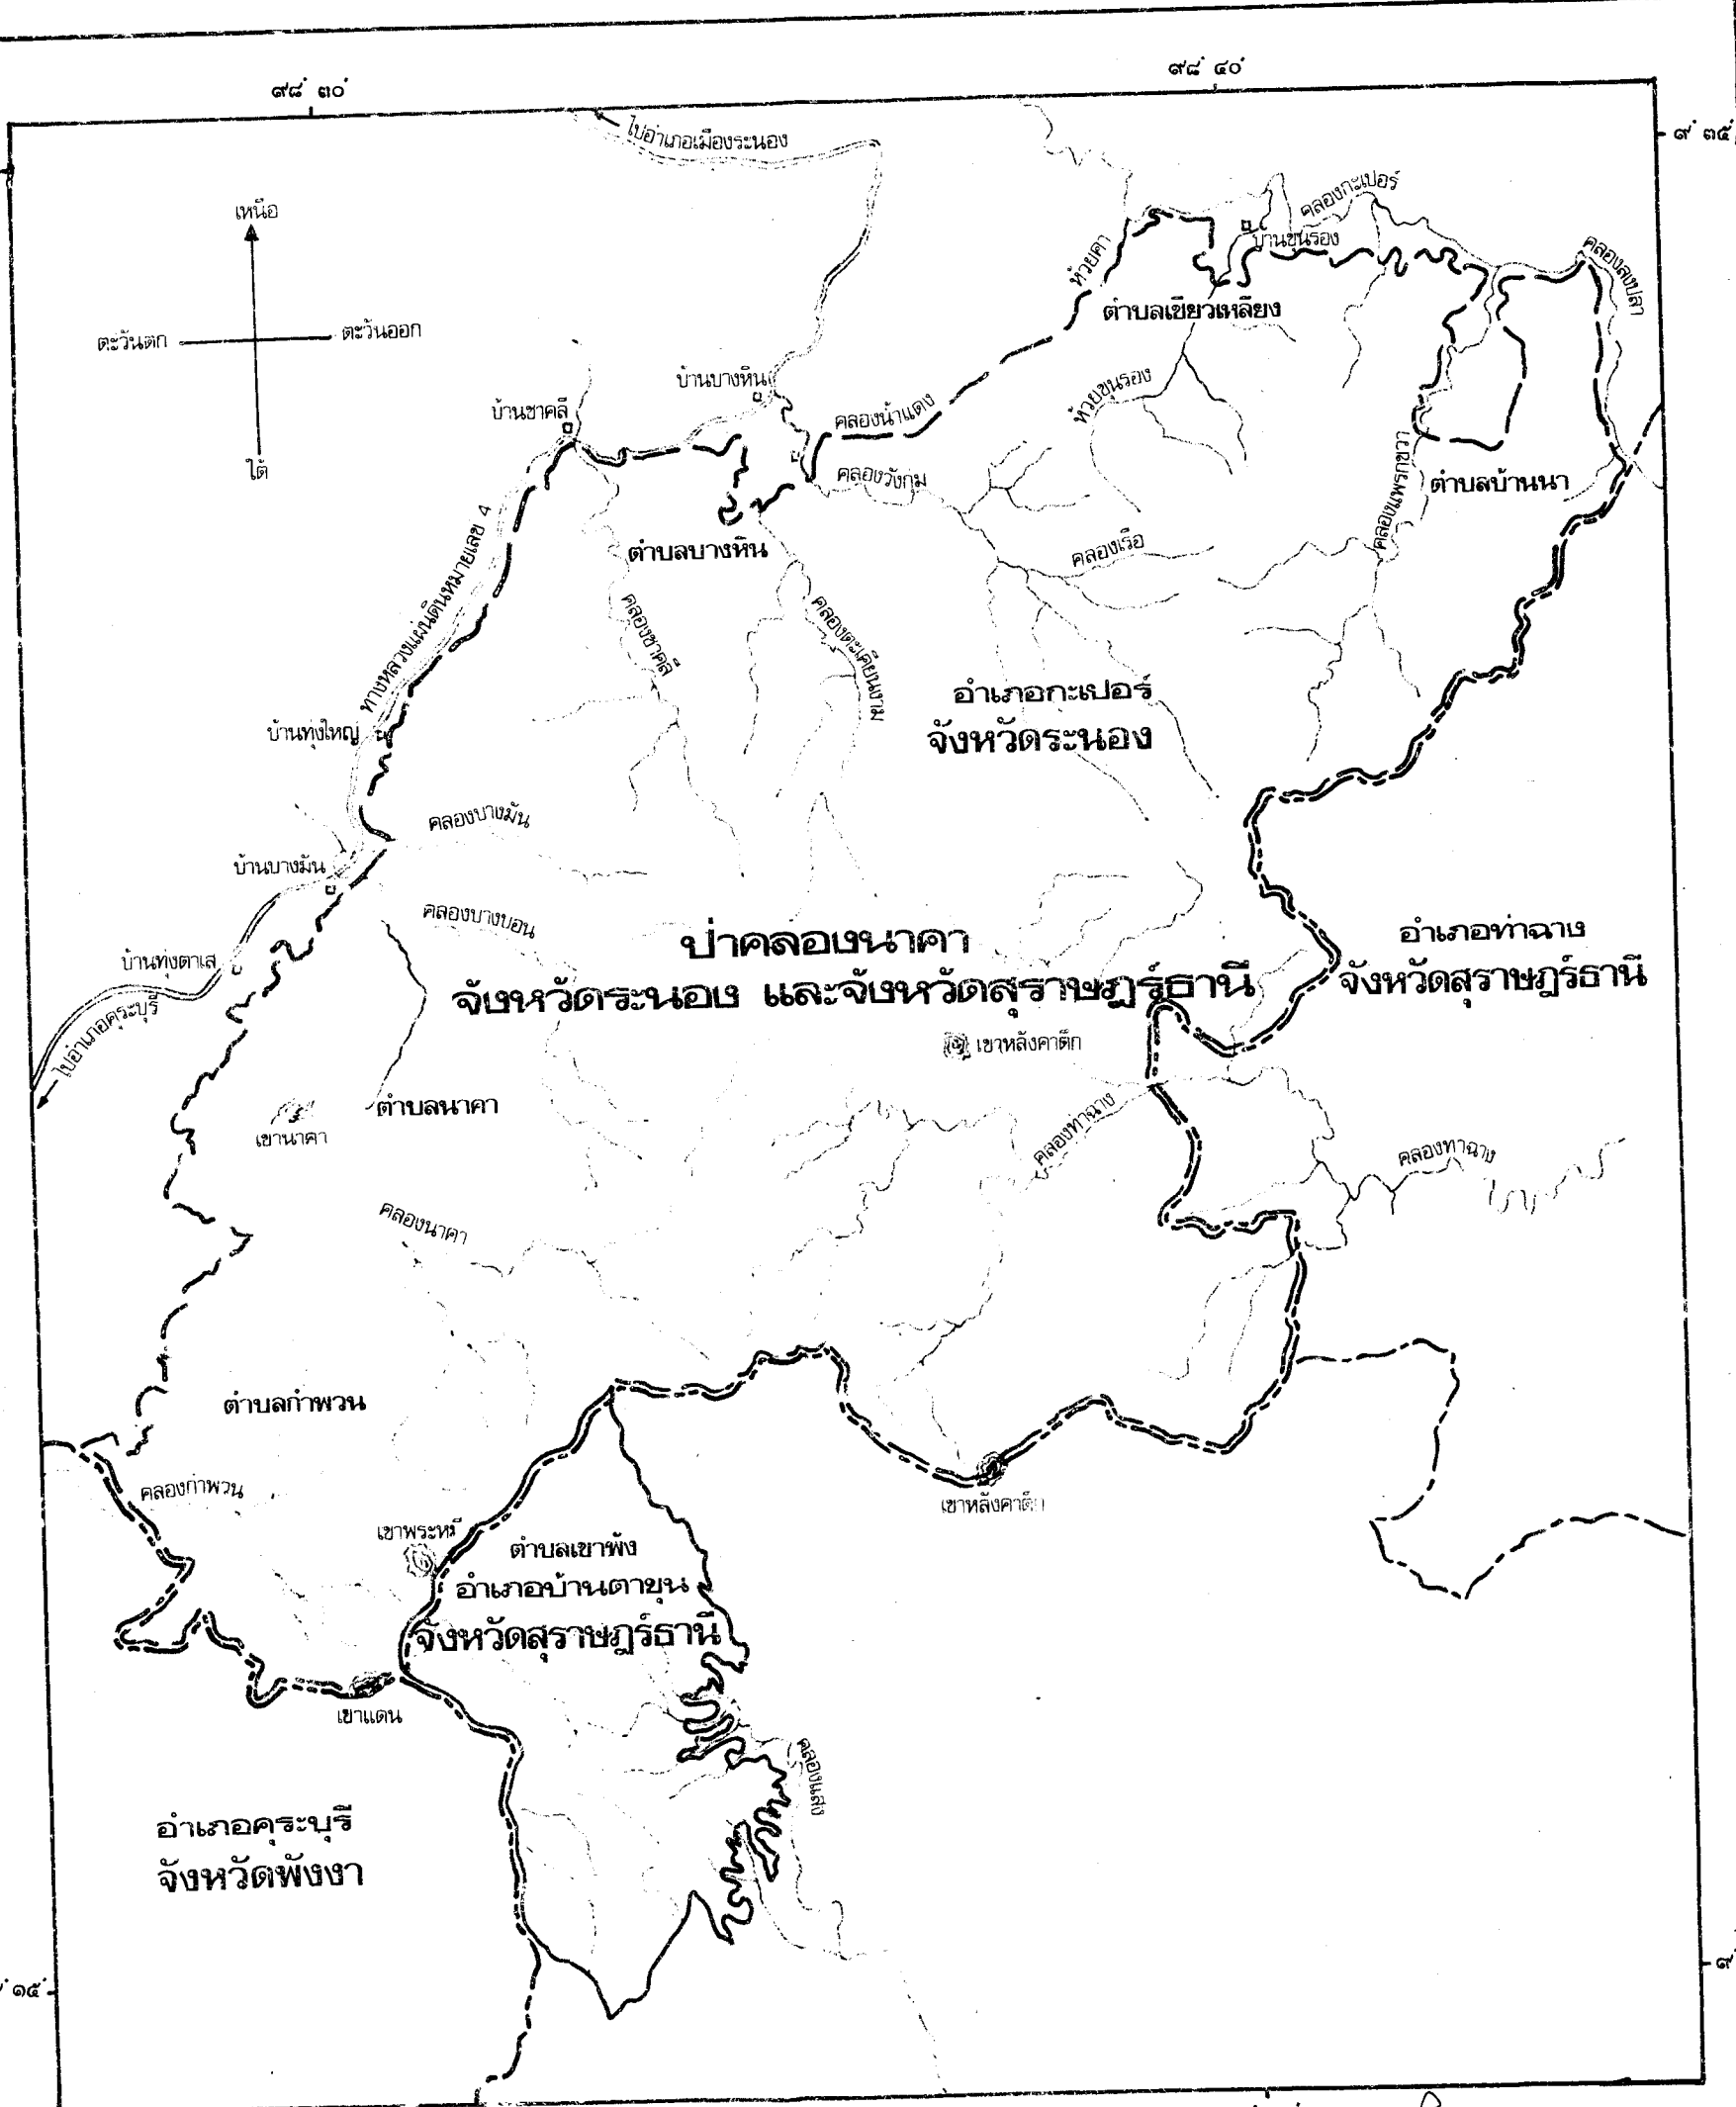 ๙๘° ๓๐'
๙๘° ๔๐'
๙° ๓๕'
ไปอำเภอเมืองระนอง
เหนือ
ตะวันตก
ตะวันออก
ใต้
คลองกะเปอร์
บ้านขุนรอง
ห้วยคา
ตำบลเชี่ยวเหลียง
บ้านบางหิน
บ้านชาคลี
คลองน้ำแดง
ห้วยขุนรอง
คลองวังกุม
คลองแพรกขวา
ตำบลบ้านนา
ทางหลวงแผ่นดินหมายเลข 4
ตำบลบางหิน
คลองเรือ
คลองชาคลี
คลองตะเคียนงาม
อำเภอกะเปอร์
จังหวัดระนอง
บ้านทุ่งใหญ่
คลองบางมัน
บ้านบางมัน
คลองบางบอน
ป่าคลองนาคา
จังหวัดระนอง และจังหวัดสุราษฎร์ธานี
อำเภอท่าฉาง
จังหวัดสุราษฎร์ธานี
บ้านทุ่งตาเส
ไปอำเภอคุระบุรี
เขาหลังคาตึก
ตำบลนาคา
เขานาคา
คลองท่าฉาง
คลองท่าฉาง
คลองนาคา
ตำบลกำพวน
คลองกำพวน
เขาหลังคาตึก
เขาพระหมี
ตำบลเขาพัง
อำเภอบ้านตาขุน
จังหวัดสุราษฎร์ธานี
เขาแดน
คลองแสง
อำเภอคุระบุรี
จังหวัดพังงา
๑๕'
๙